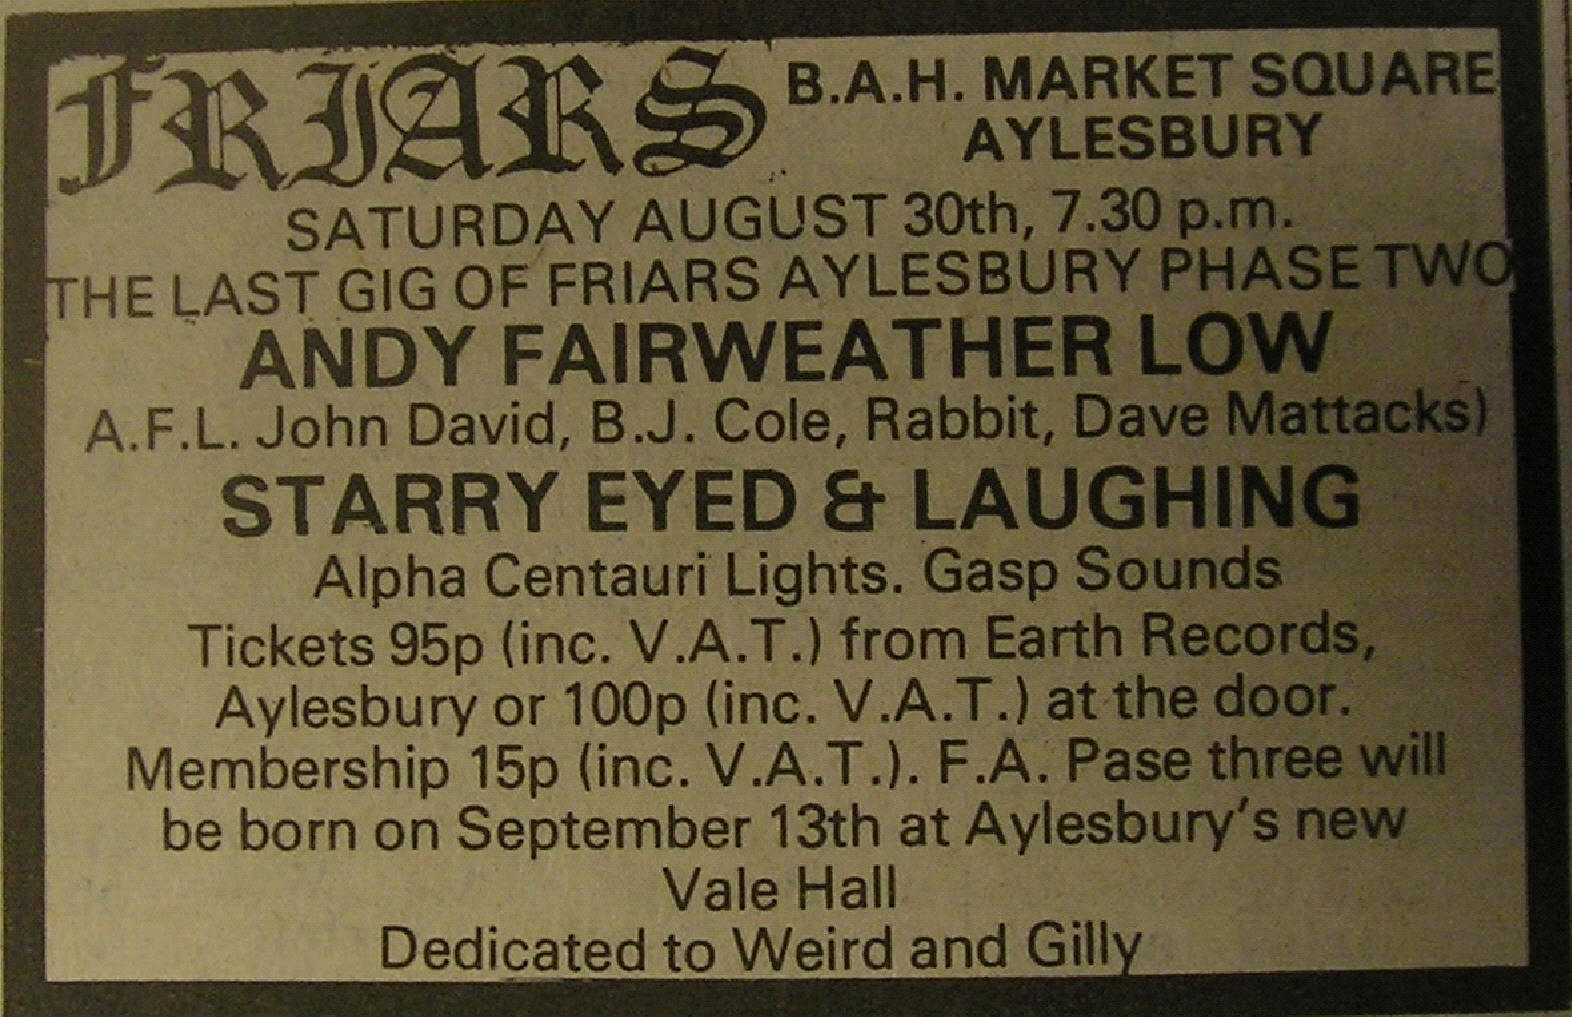 FRIARS B.A.H. MARKET SQUARE
AYLESBURY
SATURDAY AUGUST 30th, 7.30 p.m.
THE LAST GIG OF FRIARS AYLESBURY PHASE TWO
ANDY FAIRWEATHER LOW
A.F.L. John David, B.J. Cole, Rabbit, Dave Mattacks)
STARRY EYED & LAUGHING
Alpha Centauri Lights. Gasp Sounds
Tickets 95p (inc. V.A.T.) from Earth Records,
Aylesbury or 100p (inc. V.A.T.) at the door.
Membership 15p (inc. V.A.T.). F.A. Pase three will
be born on September 13th at Aylesbury's new
Vale Hall
Dedicated to Weird and Gilly